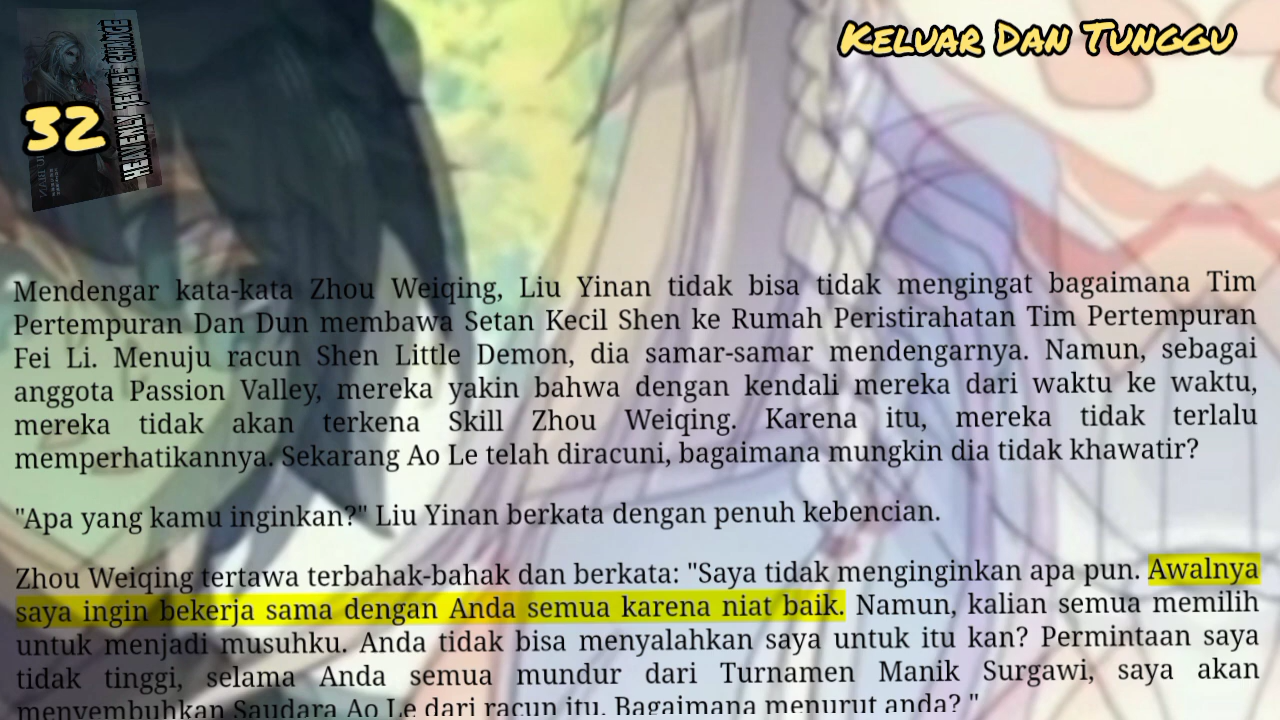 Keluar Dan Tunggu
32
HEAVENLY JEWEL CHANGE
Mendengar kata-kata Zhou Weiqing, Liu Yinan tidak bisa tidak mengingat bagaimana Tim
Pertempuran Dan Dun membawa Setan Kecil Shen ke Rumah Peristirahatan Tim Pertempuran
Fei Li. Menuju racun Shen Little Demon, dia samar-samar mendengarnya. Namun, sebagai
anggota Passion Valley, mereka yakin bahwa dengan kendali mereka dari waktu ke waktu,
mereka tidak akan terkena Skill Zhou Weiqing. Karena itu, mereka tidak terlalu
memperhatikannya. Sekarang Ao Le telah diracuni, bagaimana mungkin dia tidak khawatir?
"Apa yang kamu inginkan?" Liu Yinan berkata dengan penuh kebencian.
Zhou Weiqing tertawa terbahak-bahak dan berkata: "Saya tidak menginginkan apa pun. Awalnya
saya ingin bekerja sama dengan Anda semua karena niat baik. Namun, kalian semua memilih
untuk menjadi musuhku. Anda tidak bisa menyalahkan saya untuk itu kan? Permintaan saya
tidak tinggi, selama Anda semua mundur dari Turnamen Manik Surgawi, saya akan
menyembuhkan Saudara Ao Le dari racun itu. Bagaimana menurut anda? "